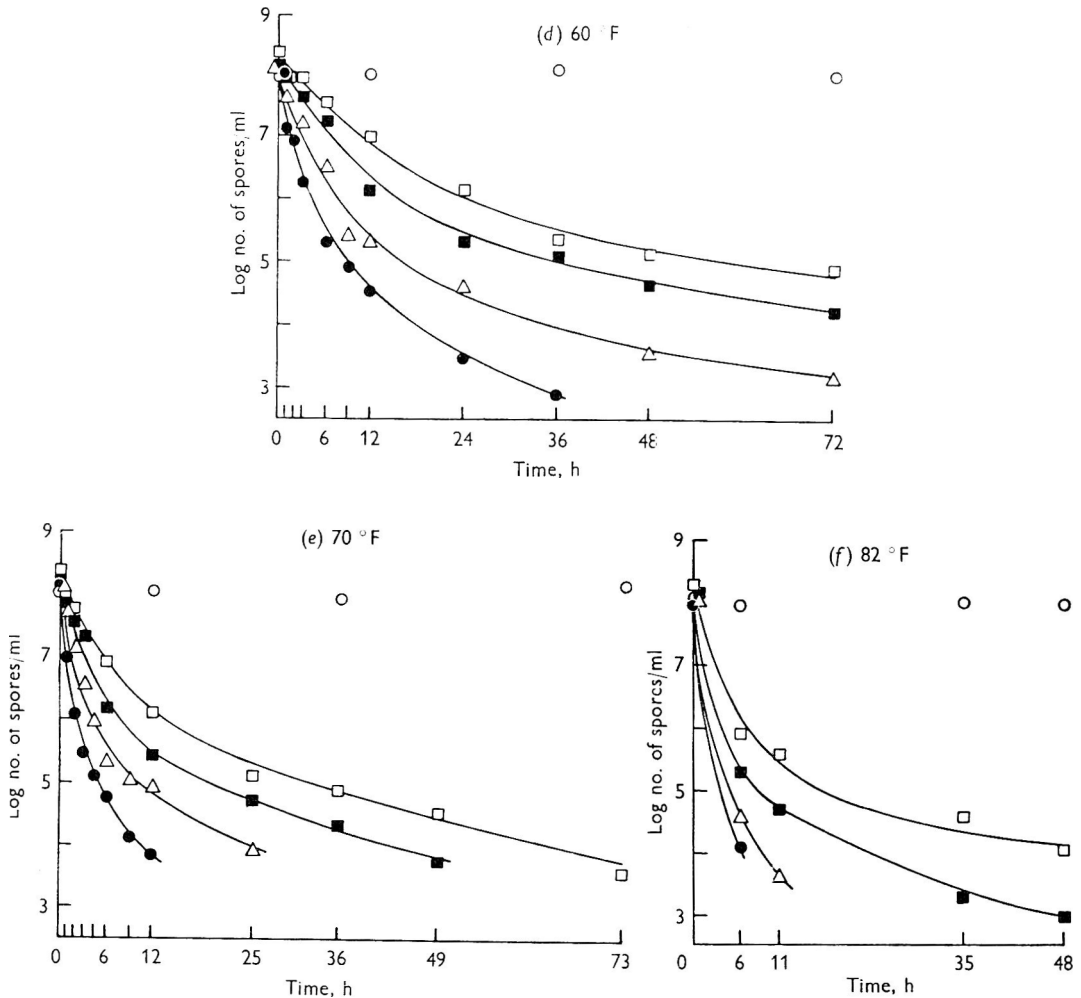 (d) 60 °F
9
7
5
3
Log no. of spores/ml
0 6 12 24 36 48 72
Time, h
(e) 70 °F
9
7
5
3
Log no. of spores/ml
0 6 12 25 36 49 73
Time, h
(f) 82 °F
9
7
5
3
Log no. of spores/ml
0 6 11 35 48
Time, h